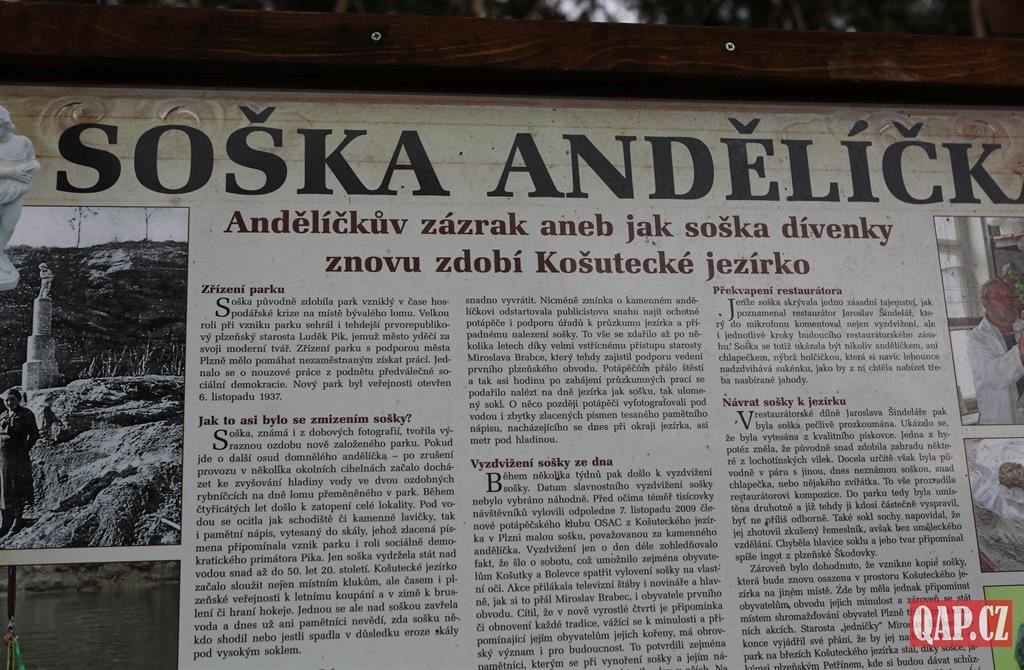 SOŠKA ANDĚLÍČK
Andělíčkův zázrak aneb jak soška dívenky
znovu zdobí Košutecké jezírko
Zřízení parku
Soška původně zdobila park vzniklý v čase hos-
podářské krize na místě bývalého lomu. Velkou
roli při vzniku parku sehrál i tehdejší prvorepubliko-
vý plzeňský starosta Luděk Pik, jemuž město vděčí za
svoji moderní tvář. Zřízení parku s podporou města
Plzně mělo pomáhat nezaměstnaným získat práci. Jed-
nalo se o nouzové práce z podnětu předválečné so-
ciální demokracie. Nový park byl veřejnosti otevřen
6. listopadu 1937.
Jak to asi bylo se zmizením sošky?
Soška, známá i z dobových fotografií, tvořila vý-
raznou ozdobu nově založeného parku. Pokud
jde o další osud domnělého andělíčka – po zrušení
provozu v několika okolních cihelnách začalo dochá-
zet ke zvyšování hladiny vody ve dvou ozdobných
rybníčcích na dně lomu přeměněného v park. Během
čtyřicátých let došlo k zatopení celé lokality. Pod vo-
dou se ocitla jak schodiště či kamenné lavičky, tak
i pamětní nápis, vytesaný do skály, jehož zlacená pís-
mena připomínala vznik parku i roli sociálně demo-
kratického primátora Pika. Jen soška vydržela stát nad
vodou snad až do 50. let 20. století. Košutecké jezírko
začalo sloužit nejen místním klukům, ale časem i pl-
zeňské veřejnosti k letnímu koupání a v zimě k brus-
lení či hraní hokeje. Jednou se ale nad soškou zavřela
voda a dnes už ani pamětníci nevědí, zda sošku ně-
kdo shodil nebo jestli spadla v důsledku eroze skály
pod vysokým soklem.
snadno vyvrátit. Nicméně zmínka o kamenném andě-
líčkovi odstartovala publicistovu snahu najít ochotné
potápěče i podporu úřadů k průzkumu jezírka a pří-
padnému nalezení sošky. To vše se zdařilo až po ně-
kolika letech díky velmi vstřícnému přístupu starosty
Miroslava Brabce, který tehdy zajistil podporu vedení
prvního plzeňského obvodu. Potápěčům přálo štěstí
a tak asi hodinu po zahájení průzkumných prací se
podařilo nalézt na dně jezírka jak sošku, tak ulome-
ný sokl. O něco později potápěči vyfotografovali pod
vodou i zbytky zlacených písmen tesaného pamětního
nápisu, nacházejícího se dnes při okraji jezírka, asi
metr pod hladinou.
Vyzdvižení sošky ze dna
Během několika týdnů pak došlo k vyzdvižení
sošky. Datum slavnostního vyzdvižení sošky
nebylo vybráno náhodně. Před očima téměř tisícovky
návštěvníků vylovili odpoledne 7. listopadu 2009 čle-
nové potápěčského klubu OSAC z Košuteckého jezír-
ka v Plzni malou sošku, považovanou za kamenného
andělíčka. Vyzdvižení jen o den déle zohledňovalo
fakt, že šlo o sobotu, což umožnilo zejména obyvate-
lům Košutky a Bolevce spatřit vylovení sošky na vlast-
ní oči. Akce přilákala televizní štáby i novináře a hlav-
ně, jak si to přál Miroslav Brabec, i obyvatele prvního
obvodu. Cítil, že v nově vyrostlé čtvrti je připomínka
či obnovení každé tradice, vážící se k minulosti a při-
pomínající jejím obyvatelům jejich kořeny, má obrov-
ský význam i pro budoucnost. To potvrdili zejména
pamětníci, kterým se při vynoření sošky a jejím ná-
Překvapení restaurátora
Jenže soška skrývala jedno zásadní tajemství, jak
poznamenal restaurátor Jaroslav Šindelář, kte-
rý do mikrofonu komentoval nejen vyzdvižení, ale
i jednotlivé kroky budoucího restaurátorského zása-
hu! Soška se totiž ukázala být nikoliv andělíčkem, ani
chlapečkem, nýbrž holčičkou, která si navíc lehounce
nadzdvihává sukénku, jako by z ní chtěla nabízet tře-
ba nasbírané jahody.
Návrat sošky k jezírku
V restaurátorské dílně Jaroslava Šindeláře pak
byla soška, pečlivě prozkoumána. Ukázalo se,
že byla vytesána z kvalitního pískovce. Jedna z hy-
potéz zněla, že původně snad zdobila zahradu někte-
ré z lochotínských vilek. Docela určitě však byla pů-
vodně v páru s jinou, dnes neznámou soškou, snad
chlapečka, nebo nějakého zvířátka. To vše prozradila
restaurátorovi kompozice. Do parku tedy byla umís-
těna druhotně a již tehdy ji kdosi částečně vyspravil,
byť ne příliš odborně. Také sokl sochy napovídal, že
jej zhotovil zkušený řemeslník, avšak bez uměleckého
vzdělání. Chyběla hlavice soklu a jeho tvar připomínal
spíše ingot z plzeňské Škodovky.
Zároveň bylo dohodnuto, že vznikne kopie sošky,
která bude znovu osazena v prostoru Košuteckého je-
zírka na jiném místě. Zde by měla jednak připomínat
obyvatelům, obvodu jejich minulost a zároveň se stát
místem shromažďování obyvatel Plzně
ních akcích. Starosta „jedničky“
konce vyjádřil své přání, že by jej
park na březích Košuteckého jezírka stal,
QAP.CZ